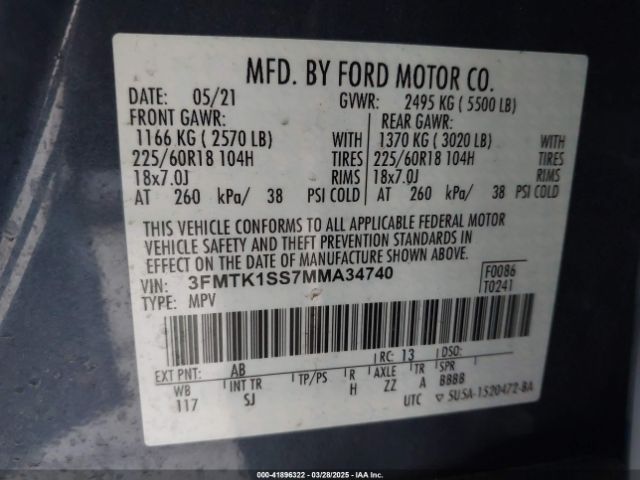 MFD. BY FORD MOTOR CO.
DATE: 05/21 GVWR: 2495 KG ( 5500 LB)
FRONT GAWR: REAR GAWR:
1166 KG ( 2570 LB) WITH 1370 KG ( 3020 LB) WITH
225/60R18 104H TIRES 225/60R18 104H TIRES
18x7.0J RIMS 18x7.0J RIMS
AT 260 kPa/ 38 PSI COLD AT 260 kPa/ 38 PSI COLD
THIS VEHICLE CONFORMS TO ALL APPLICABLE FEDERAL MOTOR
VEHICLE SAFETY AND THEFT PREVENTION STANDARDS IN
EFFECT ON THE DATE OF MANUFACTURE SHOWN ABOVE.
VIN: 3FMTK1SS7MMA34740 F0086
TYPE: MPV T0241
EXT PNT: AB RC: 13 DSO:
WB INT TR TP/PS R AXLE TR SPR
117 SJ H ZZ A BBBB
UTC ▽ 5U5A-1520472-BA
00-41896322 - 03/28/2025 - COPYRIGHT IAA, LLC